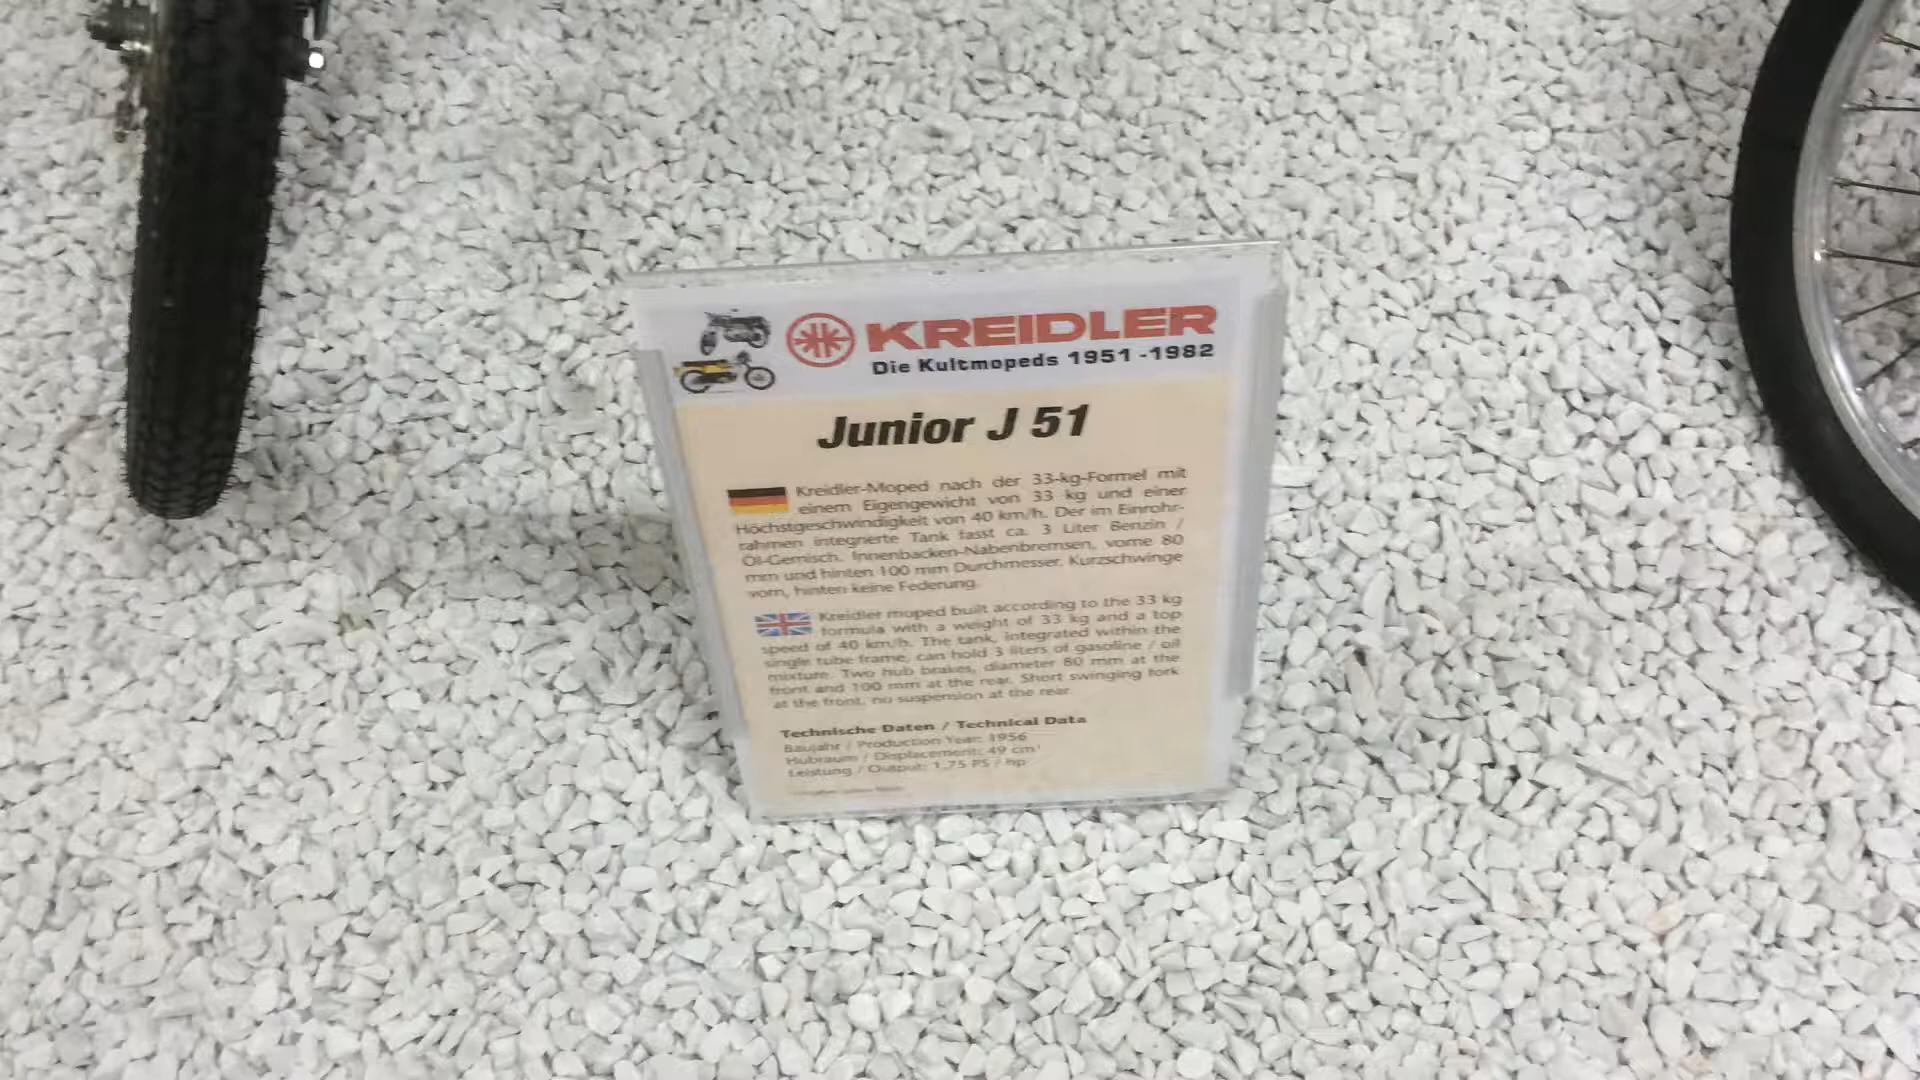 KREIDLER
Die Kultmopeds 1951 -1982
Junior J 51
Kreidler-Moped nach der 33-kg-Formel mit
einem Eigengewicht von 33 kg und einer
Höchstgeschwindigkeit von 40 km/h. Der im Einrohr-
rahmen integrierte Tank fasst ca. 3 Liter Benzin /
Öl-Gemisch. Innenbacken-Nabenbremsen, vorne 80
mm und hinten 100 mm Durchmesser. Kurzschwinge
vorn, hinten keine Federung.
Kreidler moped built according to the 33 kg
formula with a weight of 33 kg and a top
speed of 40 km/h. The tank, integrated within the
single tube frame, can hold 3 liters of gasoline / oil
mixture. Two hub brakes, diameter 80 mm at the
front and 100 mm at the rear. Short swinging fork
at the front, no suspension at the rear.
Technische Daten / Technical Data
Baujahr / Production Year: 1956
Hubraum / Displacement: 49 cm³
Leistung / Output: 1,75 PS / hp